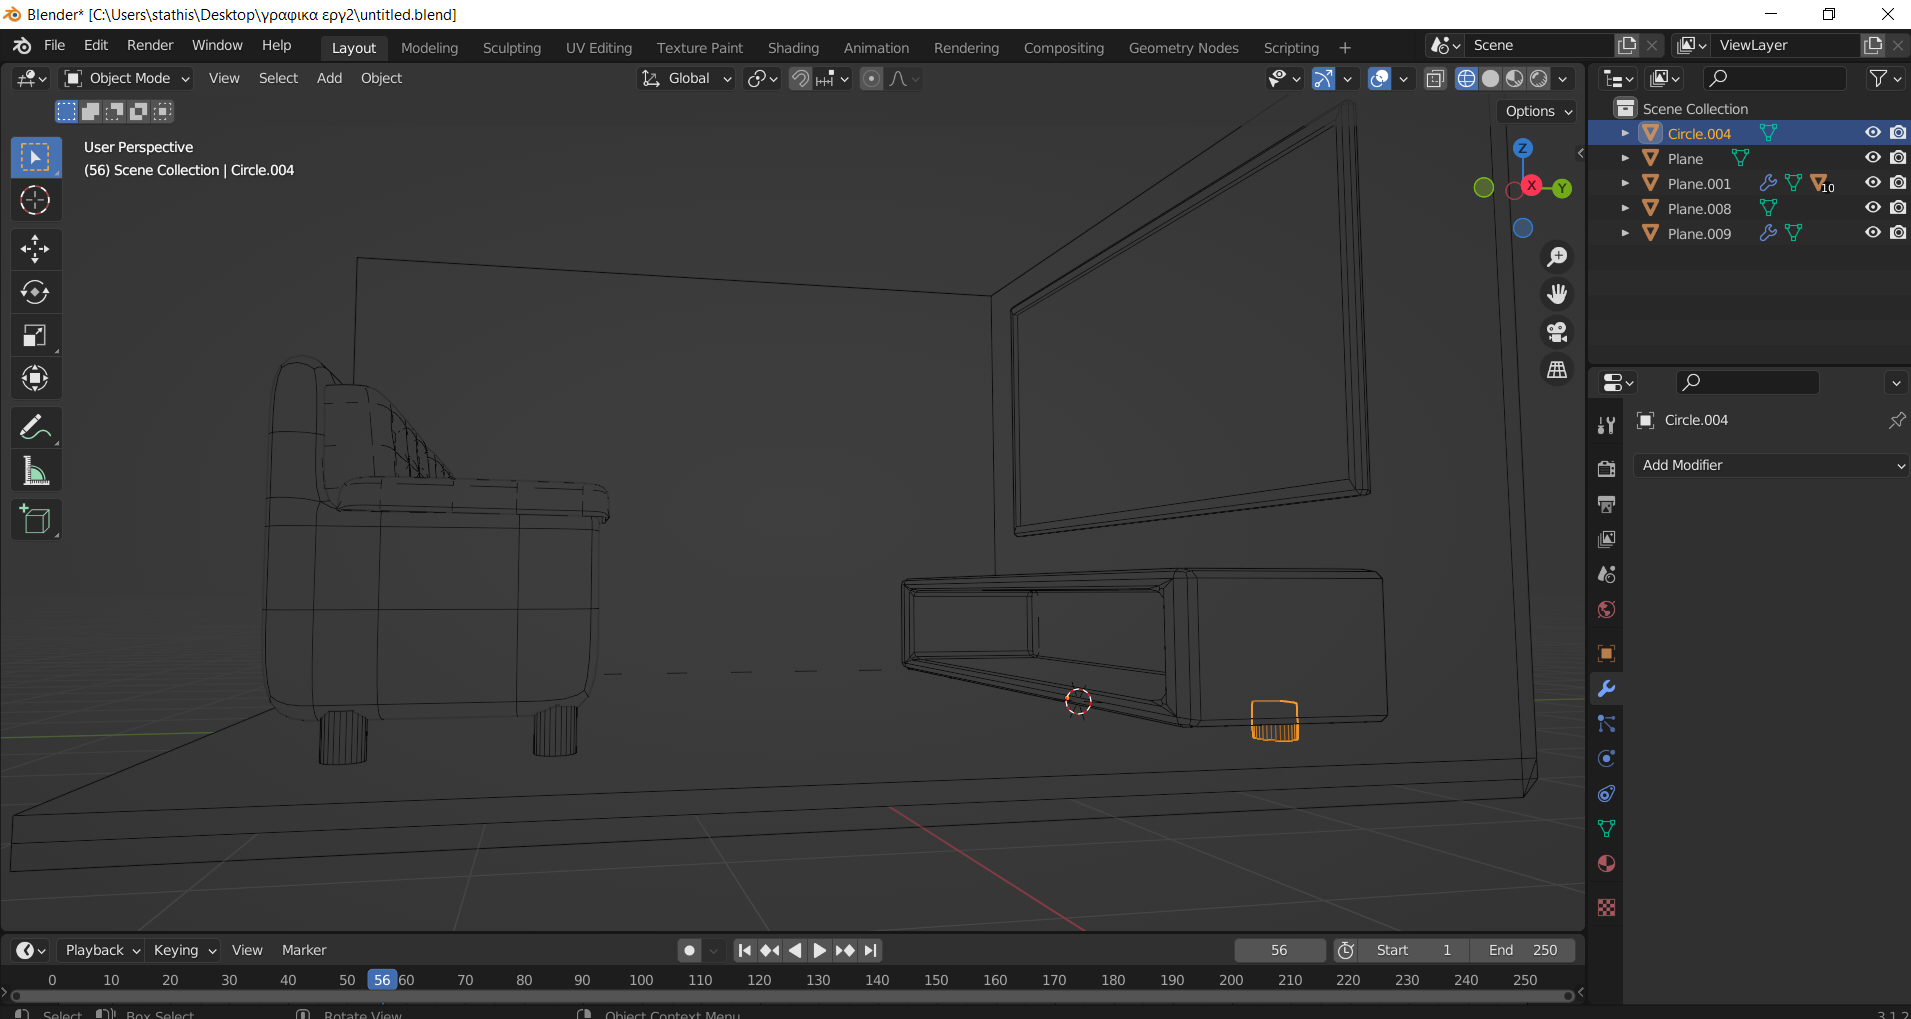 Blender* [C:\Users\stathis\Desktop\γραφικα εργ2\untitled.blend]
File Edit Render Window Help Layout Modeling Sculpting UV Editing Texture Paint Shading Animation Rendering Compositing Geometry Nodes Scripting + Scene ViewLayer
Object Mode View Select Add Object Global
Options
User Perspective
(56) Scene Collection | Circle.004
Z
X
Y
Scene Collection
Circle.004
Plane
Plane.001 10
Plane.008
Plane.009
Circle.004
Add Modifier
Playback Keying View Marker 56 Start 1 End 250
0 10 20 30 40 50 56 60 70 80 90 100 110 120 130 140 150 160 170 180 190 200 210 220 230 240 250
Select Box Select Rotate View Object Context Menu 3.1.2